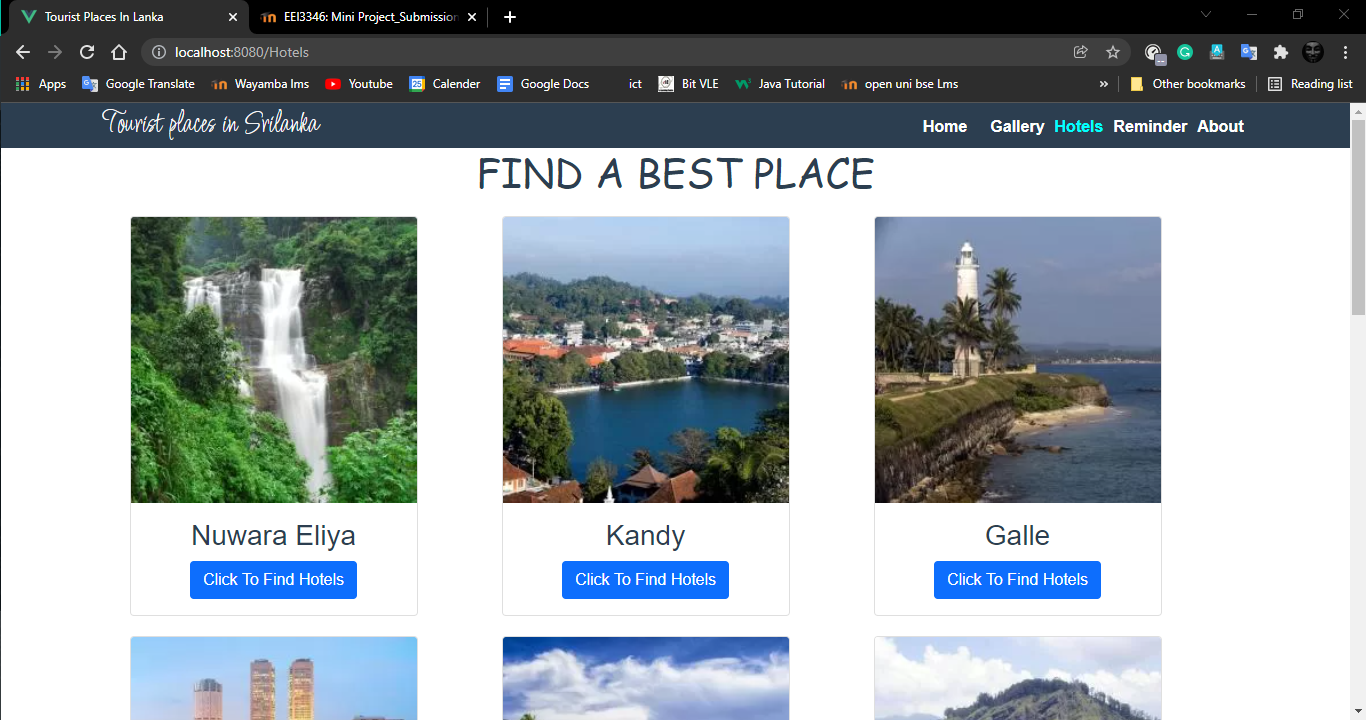 Tourist Places In Lanka
EEI3346: Mini Project_Submission
localhost:8080/Hotels
Apps
Google Translate
Wayamba lms
Youtube
Calender
Google Docs
ict
Bit VLE
Java Tutorial
open uni bse Lms
»
Other bookmarks
Reading list
Tourist places in Srilanka
Home
Gallery
Hotels
Reminder
About
FIND A BEST PLACE
Nuwara Eliya
Click To Find Hotels
Kandy
Click To Find Hotels
Galle
Click To Find Hotels